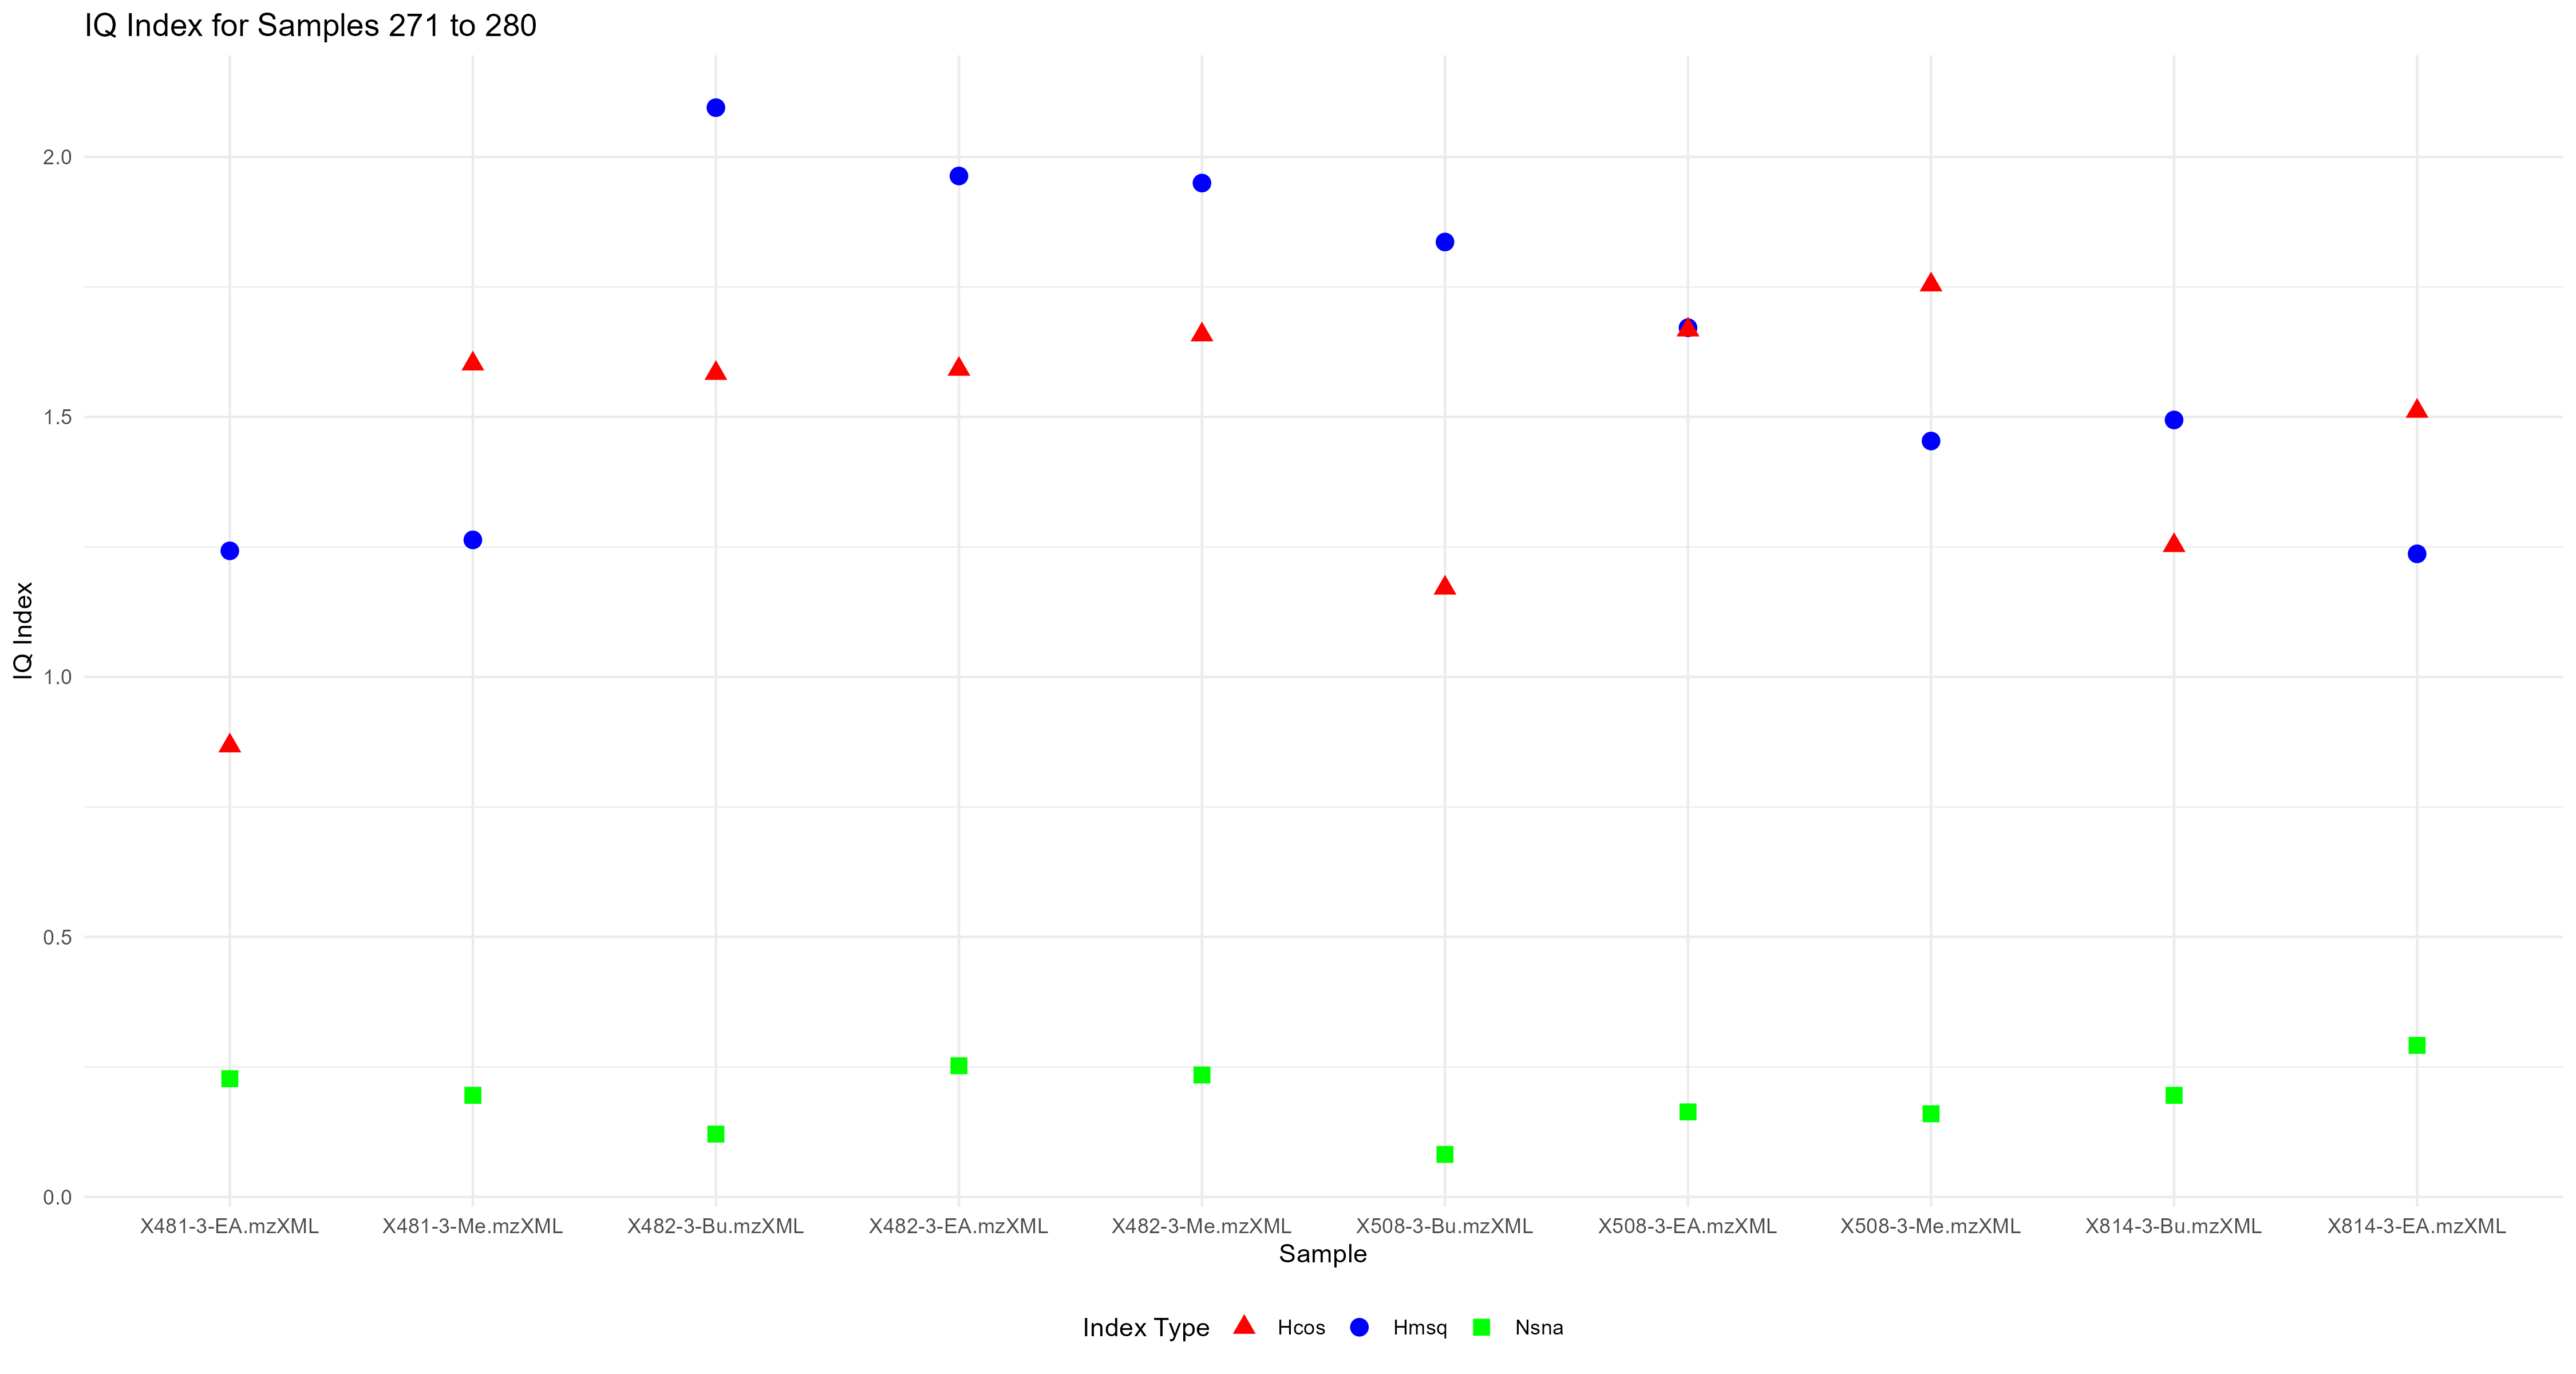 IQ Index for Samples 271 to 280
IQ Index
2.0
1.5
1.0
0.5
0.0
X481-3-EA.mzXML X481-3-Me.mzXML X482-3-Bu.mzXML X482-3-EA.mzXML X482-3-Me.mzXML X508-3-Bu.mzXML X508-3-EA.mzXML X508-3-Me.mzXML X814-3-Bu.mzXML X814-3-EA.mzXML
Sample
Index Type Hcos Hmsq Nsna